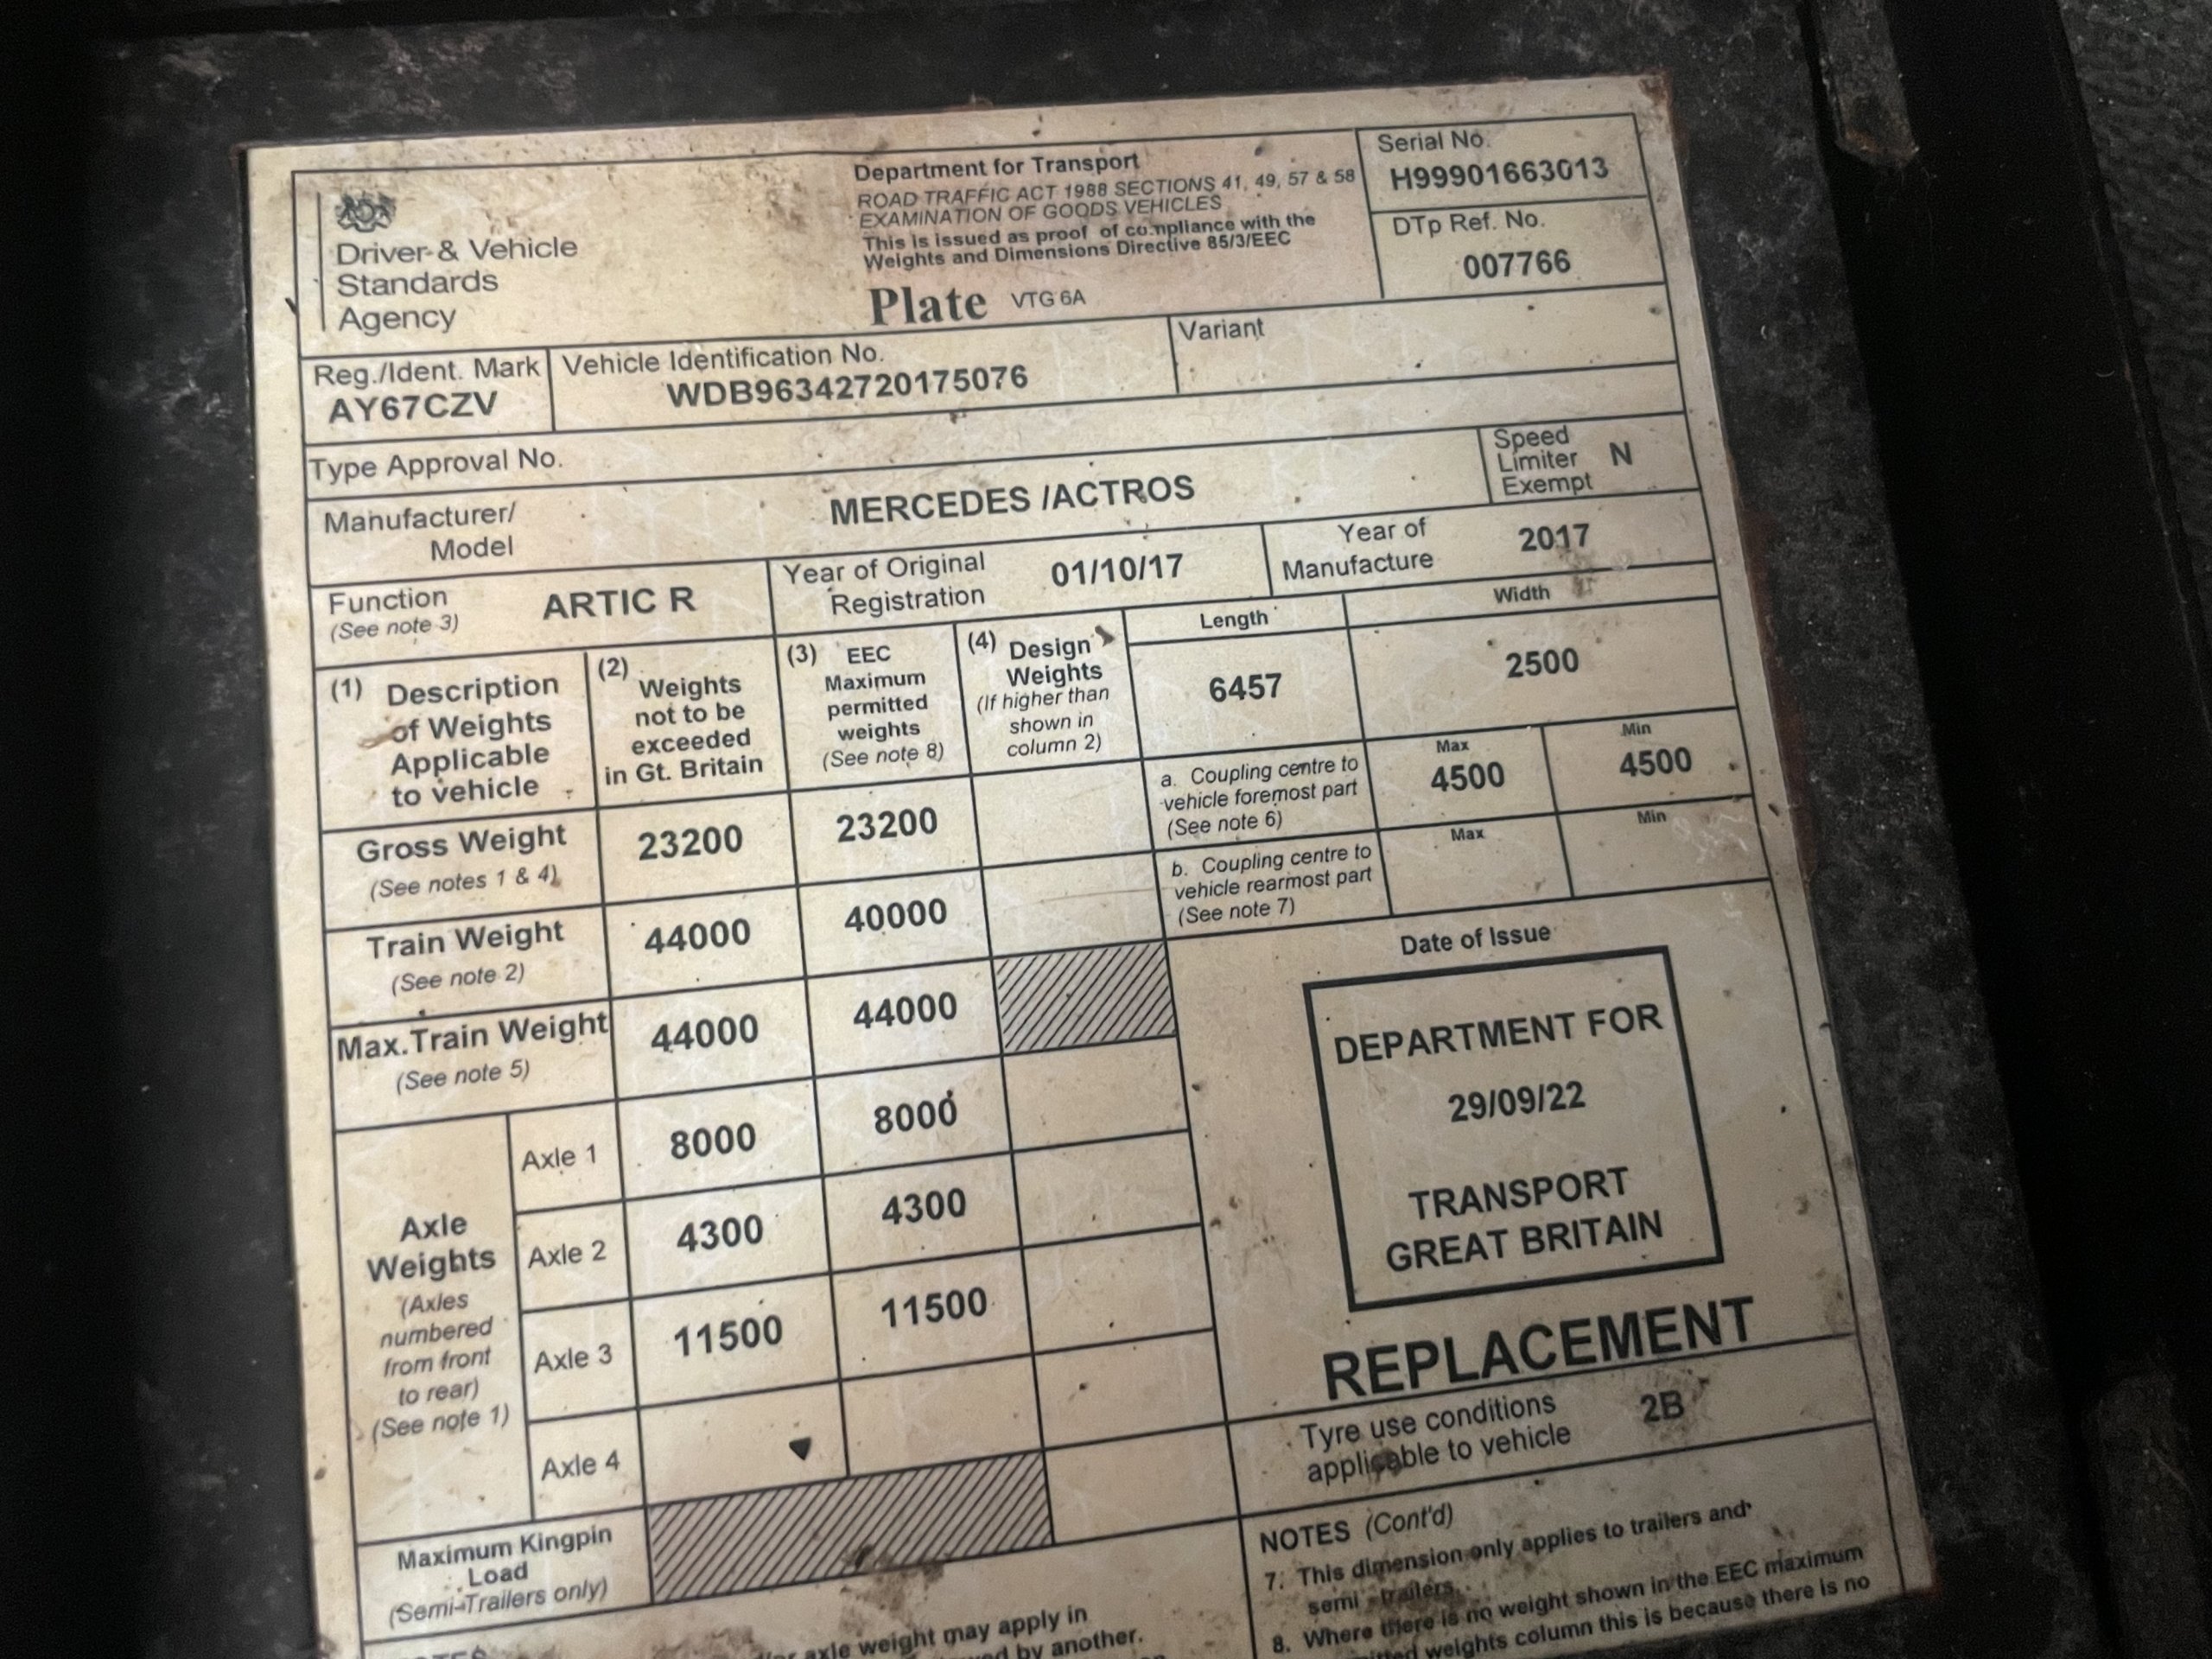 Department for Transport
ROAD TRAFFIC ACT 1988 SECTIONS 41, 49, 57 & 58
EXAMINATION OF GOODS VEHICLES
This is issued as proof of compliance with the
Weights and Dimensions Directive 85/3/EEC
Plate VTG 6A
Serial No.
H99901663013
DTp Ref. No.
007766
Driver & Vehicle
Standards
Agency
Reg./Ident. Mark
AY67CZV
Vehicle Identification No.
WDB96342720175076
Variant
Type Approval No.
Manufacturer/
Model
MERCEDES /ACTROS
Speed
Limiter
Exempt
N
Function
(See note 3)
ARTIC R
Year of Original
Registration
01/10/17
Year of
Manufacture
2017
(1) Description
of Weights
Applicable
to vehicle
(2) Weights
not to be
exceeded
in Gt. Britain
(3) EEC
Maximum
permitted
weights
(See note 8)
(4) Design
Weights
(If higher than
shown in
column 2)
Length
6457
Width
2500
a. Coupling centre to
vehicle foremost part
(See note 6)
Max
4500
Min
4500
b. Coupling centre to
vehicle rearmost part
(See note 7)
Max
Min
Gross Weight
(See notes 1 & 4)
23200
23200
Train Weight
(See note 2)
44000
40000
Max.Train Weight
(See note 5)
44000
44000
Axle
Weights
(Axles
numbered
from front
to rear)
(See note 1)
Axle 1
8000
8000
Axle 2
4300
4300
Axle 3
11500
11500
Axle 4
Maximum Kingpin
Load
(Semi-Trailers only)
Date of Issue
DEPARTMENT FOR
29/09/22
TRANSPORT
GREAT BRITAIN
REPLACEMENT
Tyre use conditions
applicable to vehicle
2B
NOTES (Cont'd)
7. This dimension only applies to trailers and
semi - trailers.
8. Where there is no weight shown in the EEC maximum
weights column this is because there is no
axle weight may apply in
by another.